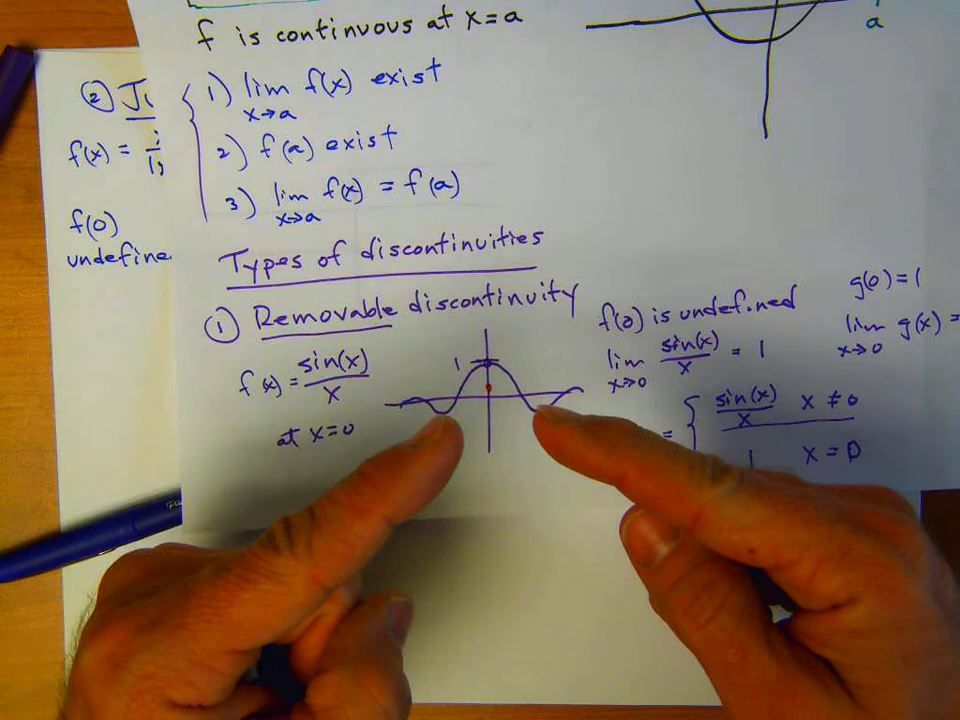 f is continuous at x=a
a
1) lim f(x) exist
x→a
2) f(a) exist
3) lim f(x) = f(a)
x→a
② 
f(x) =
f(0)
undefine
Types of discontinuities
① Removable discontinuity
f(x) = sin(x)/x
at x=0
1
f(0) is undefined
lim sin(x)/x = 1
x→0
g(0)=1
lim g(x) =
x→0
= { sin(x)/x x ≠ 0
1 x = 0